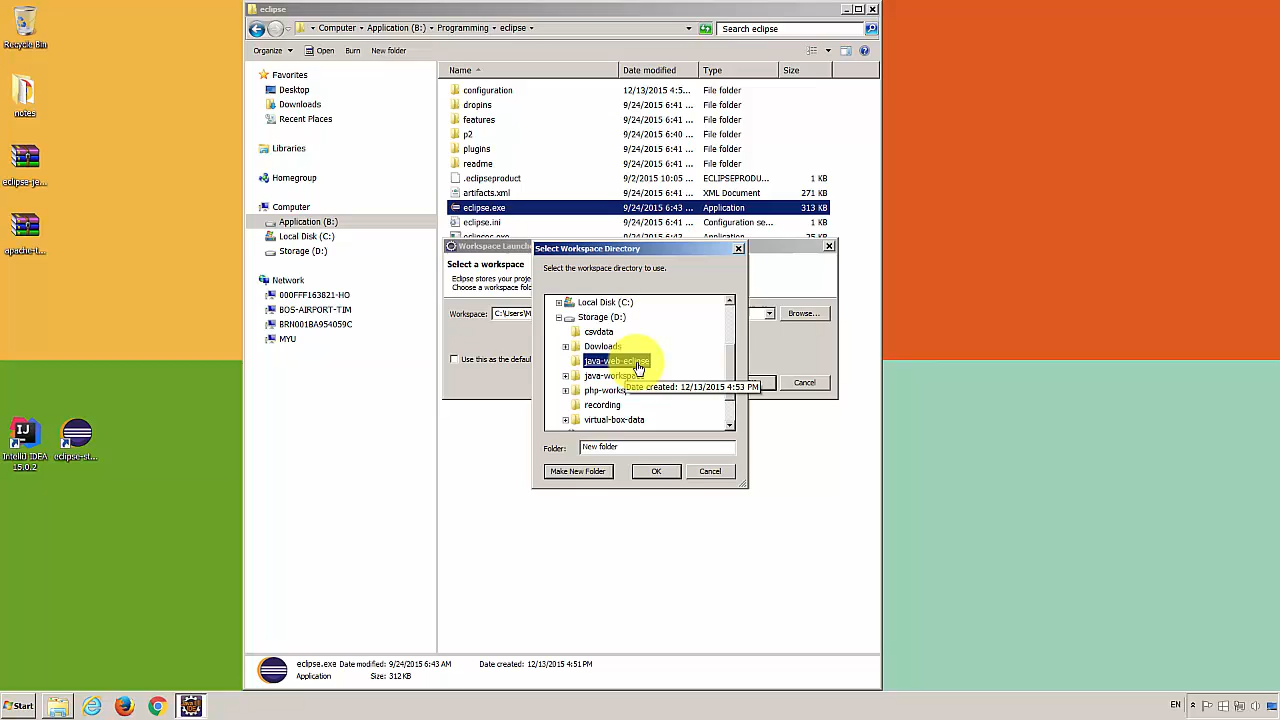 eclipse
Computer
Application (B:)
Programming
eclipse
Search eclipse
Organize
Open
Burn
New folder
Recycle Bin
notes
eclipse-je...
apache-t...
IntelliJ IDEA
15.0.2
eclipse-st...
Favorites
Desktop
Downloads
Recent Places
Libraries
Homegroup
Computer
Application (B:)
Local Disk (C:)
Storage (D:)
Network
000FFF163821-HO
BOS-AIRPORT-TIM
BRN001BA954059C
MYU
Name
Date modified
Type
Size
configuration 12/13/2015 4:5... File folder
dropins 9/24/2015 6:41 ... File folder
features 9/24/2015 6:41 ... File folder
p2 9/24/2015 6:40 ... File folder
plugins 9/24/2015 6:41 ... File folder
readme 9/24/2015 6:41 ... File folder
.eclipseproduct 9/2/2015 10:05 ... ECLIPSEPRODU... 1 KB
artifacts.xml 9/24/2015 6:41 ... XML Document 271 KB
eclipse.exe 9/24/2015 6:43 ... Application 313 KB
eclipse.ini 9/24/2015 6:41 ... Configuration se... 1 KB
Workspace Launch
Select a workspace
Eclipse stores your proje
Choose a workspace fol
Workspace:
C:\Users\M
Browse...
Use this as the defaul
Cancel
Select Workspace Directory
Select the workspace directory to use.
Local Disk (C:)
Storage (D:)
csvdata
Dowloads
java-web-eclipse
java-workspace
Date created: 12/13/2015 4:53 PM
php-works
recording
virtual-box-data
Folder:
New folder
Make New Folder
OK
Cancel
eclipse.exe Date modified: 9/24/2015 6:43 AM Date created: 12/13/2015 4:51 PM
Application Size: 312 KB
Start
EN